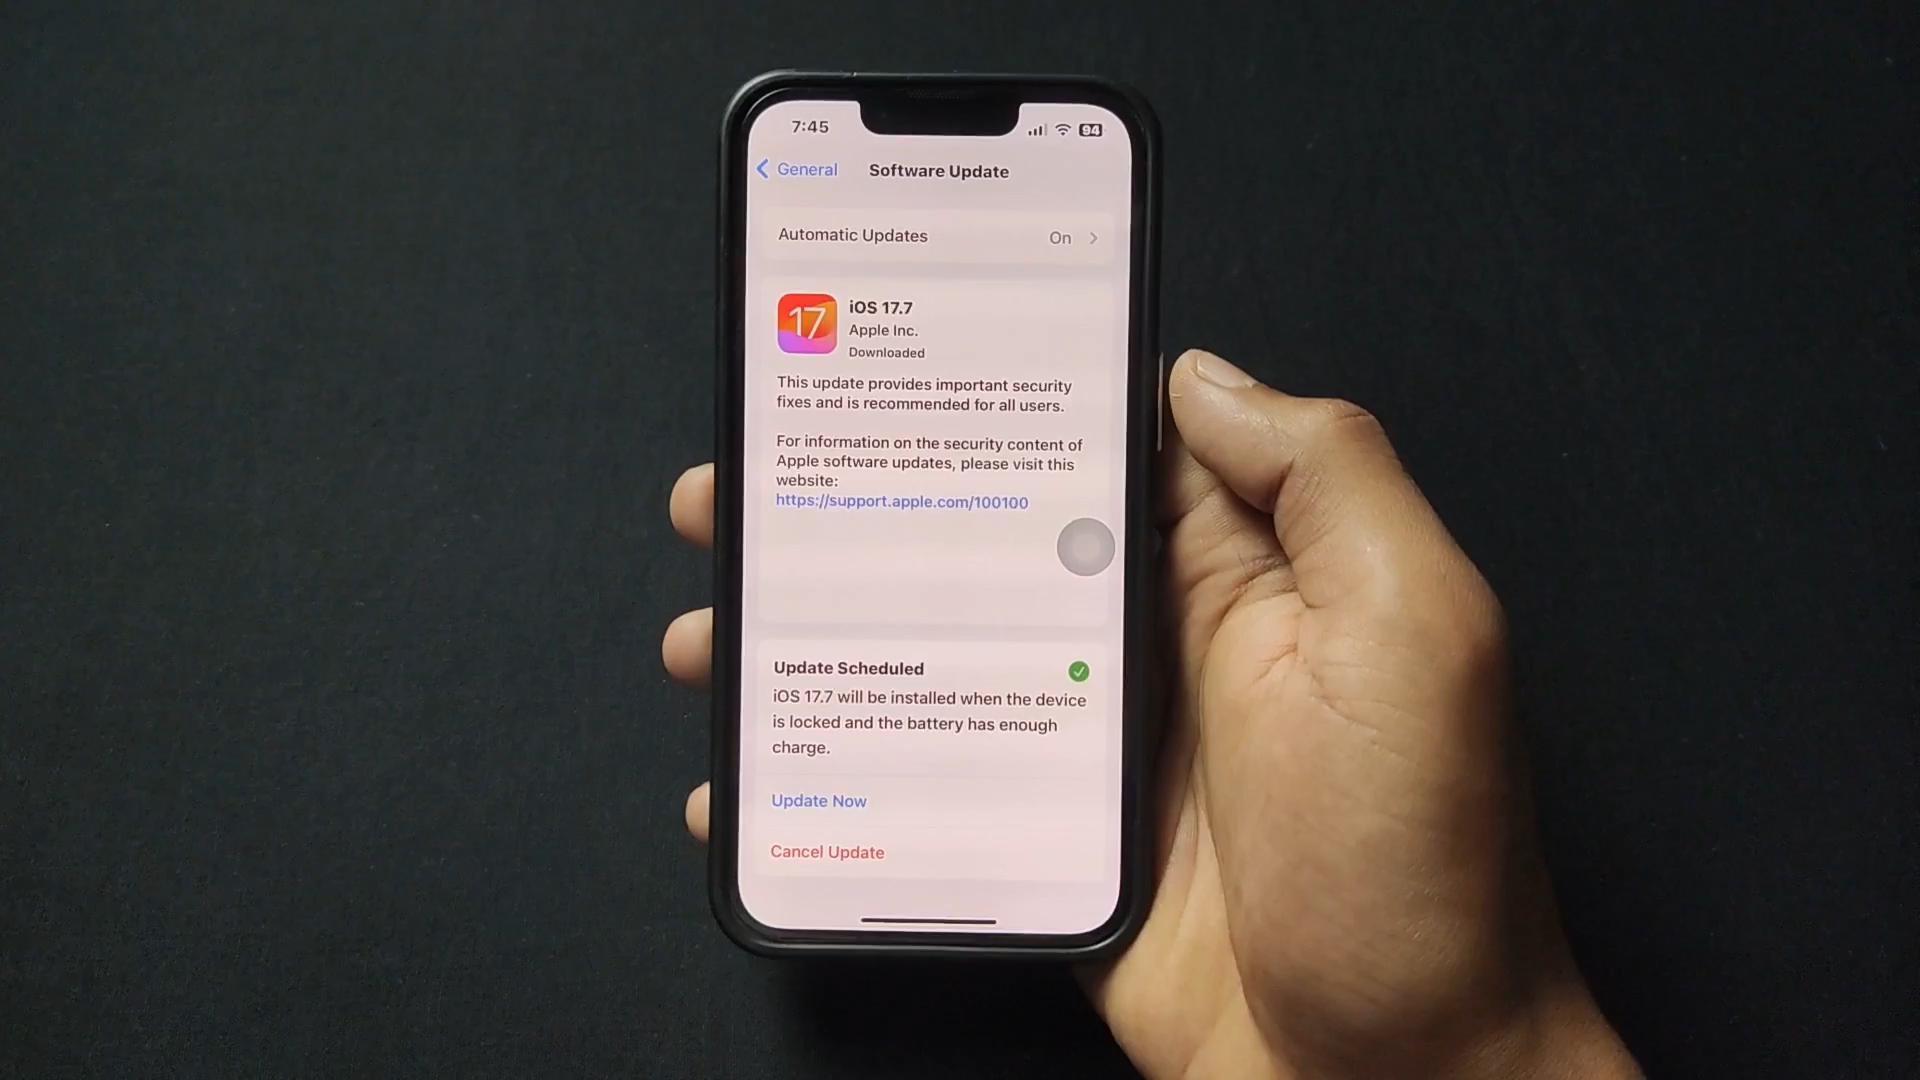 7:45
94
General
Software Update
Automatic Updates
On
17
iOS 17.7
Apple Inc.
Downloaded
This update provides important security
fixes and is recommended for all users.
For information on the security content of
Apple software updates, please visit this
website:
https://support.apple.com/100100
Update Scheduled
iOS 17.7 will be installed when the device
is locked and the battery has enough
charge.
Update Now
Cancel Update